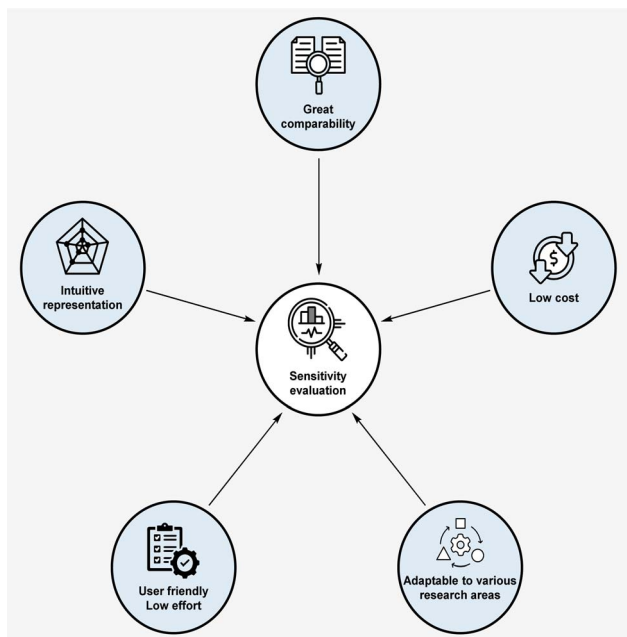 Great
comparability
Intuitive
representation
$
Low cost
Sensitivity
evaluation
User friendly
Low effort
Adaptable to various
research areas